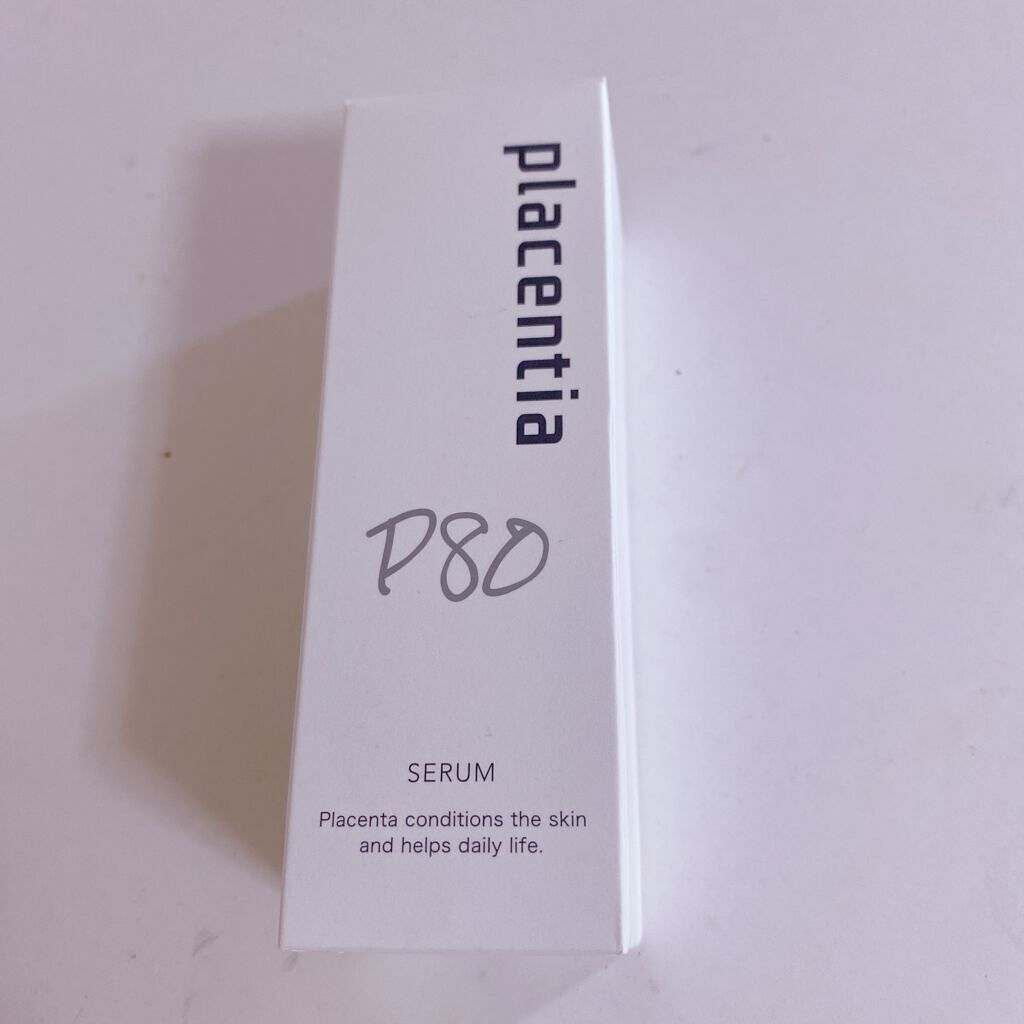 placentia
P80
SERUM
Placenta conditions the skin
and helps daily life.